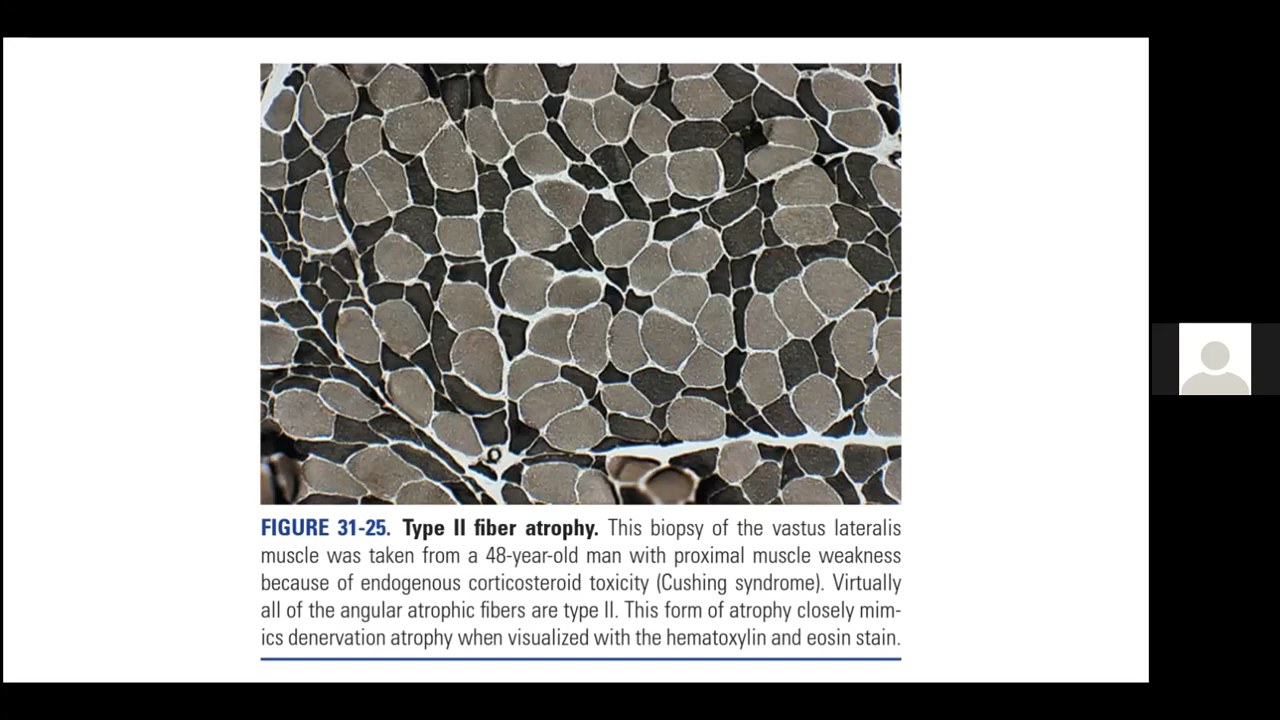 FIGURE 31-25. Type II fiber atrophy. This biopsy of the vastus lateralis
muscle was taken from a 48-year-old man with proximal muscle weakness
because of endogenous corticosteroid toxicity (Cushing syndrome). Virtually
all of the angular atrophic fibers are type II. This form of atrophy closely mim-
ics denervation atrophy when visualized with the hematoxylin and eosin stain.